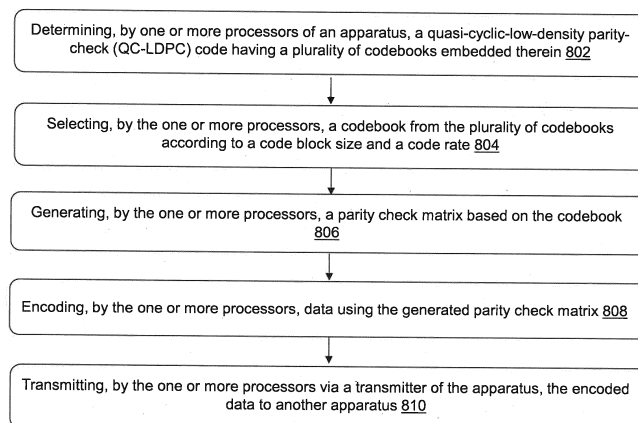 Determining, by one or more processors of an apparatus, a quasi-cyclic-low-density parity-
check (QC-LDPC) code having a plurality of codebooks embedded therein 802
Selecting, by the one or more processors, a codebook from the plurality of codebooks
according to a code block size and a code rate 804
Generating, by the one or more processors, a parity check matrix based on the codebook
806
Encoding, by the one or more processors, data using the generated parity check matrix 808
Transmitting, by the one or more processors via a transmitter of the apparatus, the encoded
data to another apparatus 810